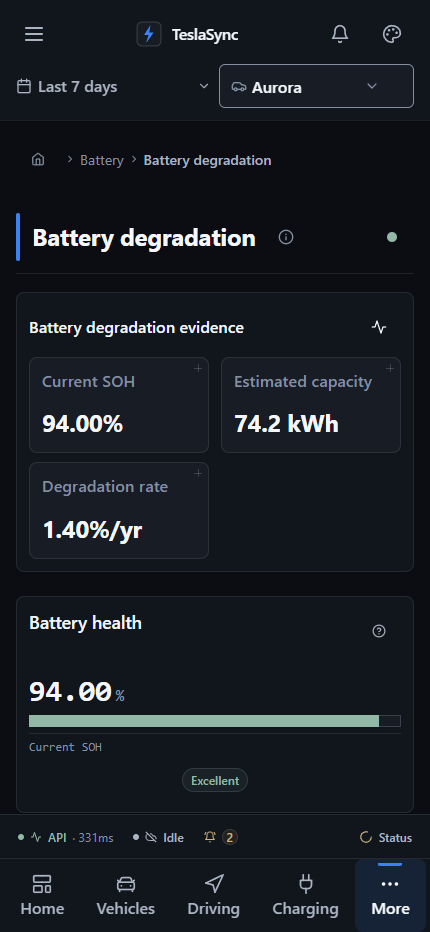 TeslaSync
Last 7 days
Aurora
Battery
Battery degradation
Battery degradation
Battery degradation evidence
Current SOH
94.00%
Estimated capacity
74.2 kWh
Degradation rate
1.40%/yr
Battery health
94.00 %
Current SOH
Excellent
API · 331ms
Idle
2
Status
Home
Vehicles
Driving
Charging
More